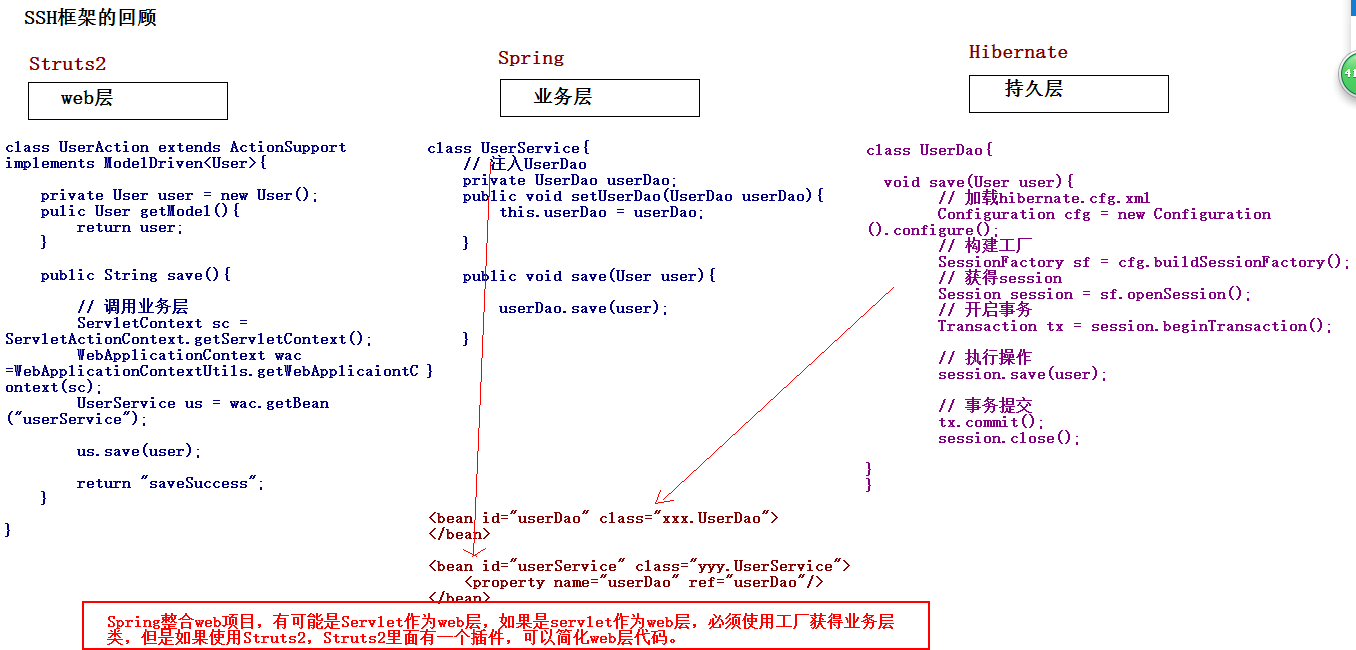 SSH框架的回顾
Struts2
web层
class UserAction extends ActionSupport
implements ModelDriven<User>{
private User user = new User();
pulic User getModel(){
return user;
}
public String save(){
// 调用业务层
ServletContext sc =
ServletActionContext.getServletContext();
WebApplicationContext wac
=WebApplicationContextUtils.getWebApplicaiontC
ontext(sc);
UserService us = wac.getBean
("userService");
us.save(user);
return "saveSuccess";
}
}
Spring
业务层
class UserService{
// 注入UserDao
private UserDao userDao;
public void setUserDao(UserDao userDao){
this.userDao = userDao;
}
public void save(User user){
userDao.save(user);
}
}
<bean id="userDao" class="xxx.UserDao">
</bean>
<bean id="userService" class="yyy.UserService">
<property name="userDao" ref="userDao"/>
</bean>
Hibernate
持久层
class UserDao{
void save(User user){
// 加载hibernate.cfg.xml
Configuration cfg = new Configuration
().configure();
// 构建工厂
SessionFactory sf = cfg.buildSessionFactory();
// 获得session
Session session = sf.openSession();
// 开启事务
Transaction tx = session.beginTransaction();
// 执行操作
session.save(user);
// 事务提交
tx.commit();
session.close();
}
}
Spring整合web项目，有可能是Servlet作为web层，如果是servlet作为web层，必须使用工厂获得业务层
类，但是如果使用Struts2，Struts2里面有一个插件，可以简化web层代码。